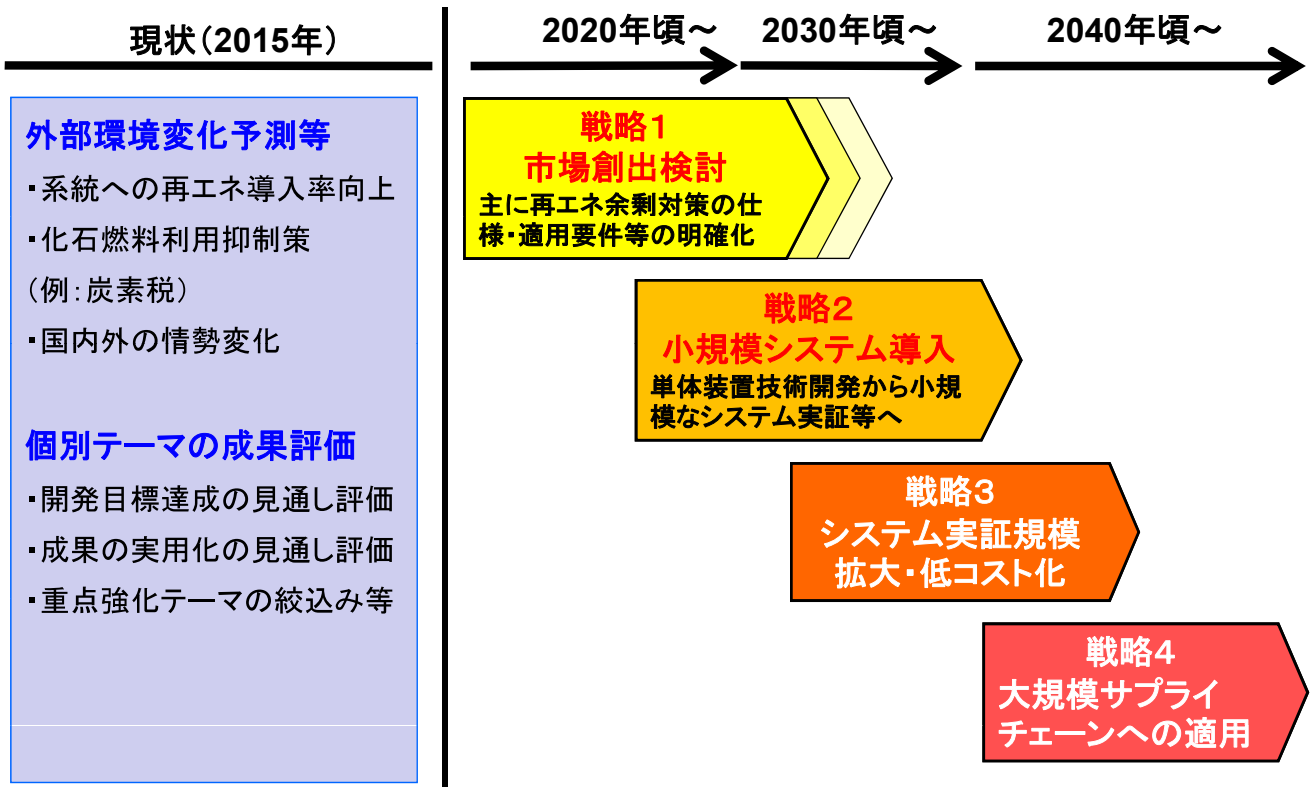 現状(2015年)
2020年頃~
2030年頃~
2040年頃~
外部環境変化予測等
・系統への再エネ導入率向上
・化石燃料利用抑制策
(例:炭素税)
・国内外の情勢変化
個別テーマの成果評価
・開発目標達成の見通し評価
・成果の実用化の見通し評価
・重点強化テーマの絞込み等
戦略1
市場創出検討
主に再エネ余剰対策の仕
様・適用要件等の明確化
戦略2
小規模システム導入
単体装置技術開発から小規
模なシステム実証等へ
戦略3
システム実証規模
拡大・低コスト化
戦略4
大規模サプライ
チェーンへの適用